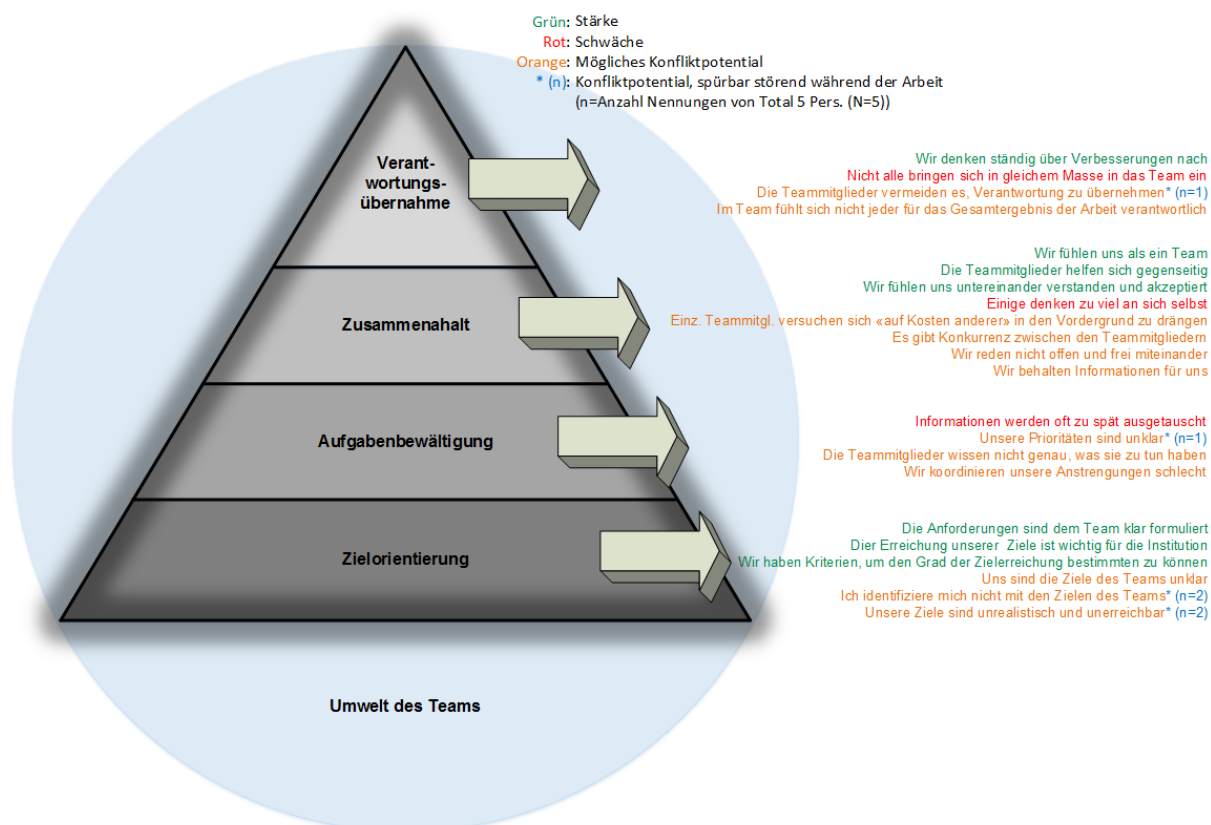 Grün: Stärke
Rot: Schwäche
Orange: Mögliches Konfliktpotential
* (n): Konfliktpotential, spürbar störend während der Arbeit
(n=Anzahl Nennungen von Total 5 Pers. (N=5))
Verant-
wortungs-
übernahme
Wir denken ständig über Verbesserungen nach
Nicht alle bringen sich in gleichem Masse in das Team ein
Die Teammitglieder vermeiden es, Verantwortung zu übernehmen* (n=1)
Im Team fühlt sich nicht jeder für das Gesamtergebnis der Arbeit verantwortlich
Zusammenahalt
Wir fühlen uns als ein Team
Die Teammitglieder helfen sich gegenseitig
Wir fühlen uns untereinander verstanden und akzeptiert
Einige denken zu viel an sich selbst
Einz. Teammitgl. versuchen sich «auf Kosten anderer» in den Vordergrund zu drängen
Es gibt Konkurrenz zwischen den Teammitgliedern
Wir reden nicht offen und frei miteinander
Wir behalten Informationen für uns
Aufgabenbewältigung
Informationen werden oft zu spät ausgetauscht
Unsere Prioritäten sind unklar* (n=1)
Die Teammitglieder wissen nicht genau, was sie zu tun haben
Wir koordinieren unsere Anstrengungen schlecht
Zielorientierung
Die Anforderungen sind dem Team klar formuliert
Dier Erreichung unserer Ziele ist wichtig für die Institution
Wir haben Kriterien, um den Grad der Zielerreichung bestimmten zu können
Uns sind die Ziele des Teams unklar
Ich identifiziere mich nicht mit den Zielen des Teams* (n=2)
Unsere Ziele sind unrealistisch und unerreichbar* (n=2)
Umwelt des Teams